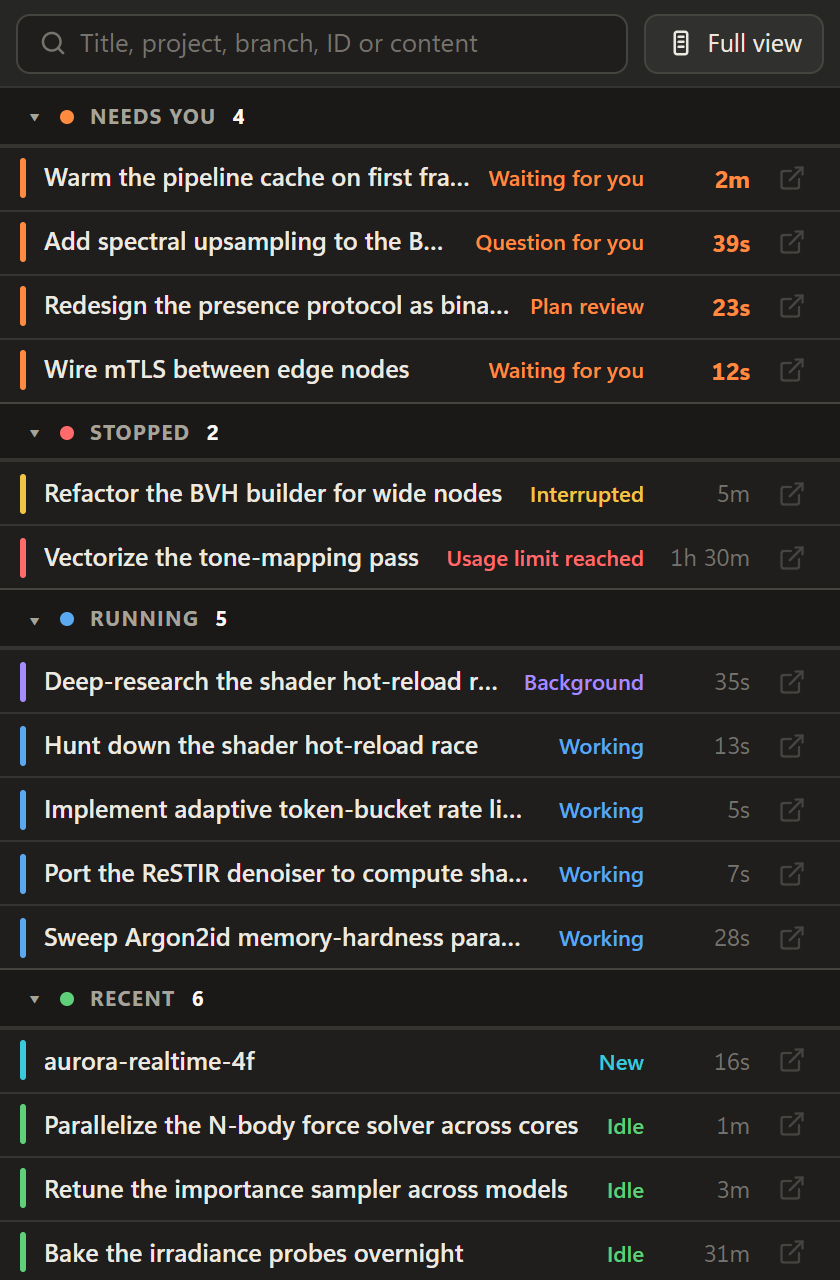 Title, project, branch, ID or content
Full view
NEEDS YOU 4
Warm the pipeline cache on first fra... Waiting for you 2m
Add spectral upsampling to the B... Question for you 39s
Redesign the presence protocol as bina... Plan review 23s
Wire mTLS between edge nodes Waiting for you 12s
STOPPED 2
Refactor the BVH builder for wide nodes Interrupted 5m
Vectorize the tone-mapping pass Usage limit reached 1h 30m
RUNNING 5
Deep-research the shader hot-reload r... Background 35s
Hunt down the shader hot-reload race Working 13s
Implement adaptive token-bucket rate li... Working 5s
Port the ReSTIR denoiser to compute sha... Working 7s
Sweep Argon2id memory-hardness para... Working 28s
RECENT 6
aurora-realtime-4f New 16s
Parallelize the N-body force solver across cores Idle 1m
Retune the importance sampler across models Idle 3m
Bake the irradiance probes overnight Idle 31m